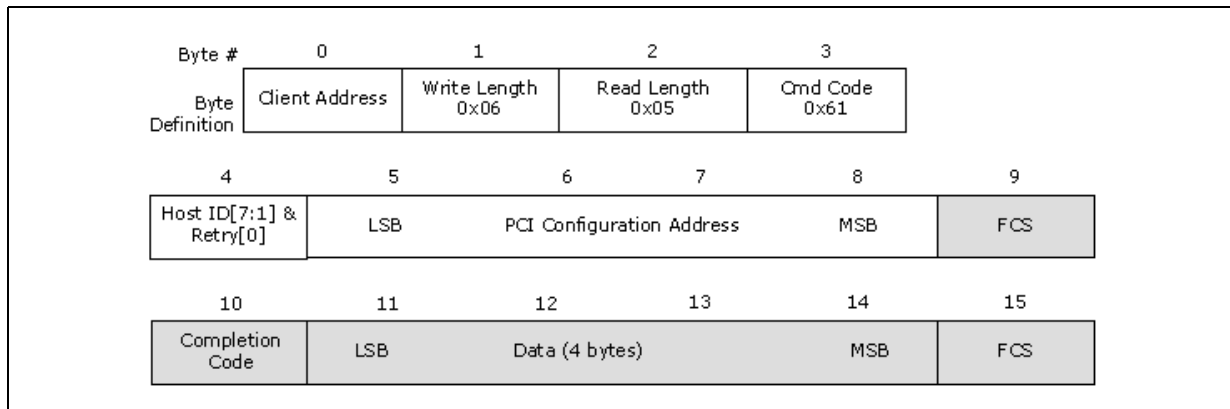 Byte # 0 1 2 3
Byte Definition
Client Address
Write Length
0x06
Read Length
0x05
Cmd Code
0x61
4 5 6 7 8 9
Host ID[7:1] &
Retry[0]
LSB PCI Configuration Address MSB FCS
10 11 12 13 14 15
Completion
Code
LSB Data (4 bytes) MSB FCS